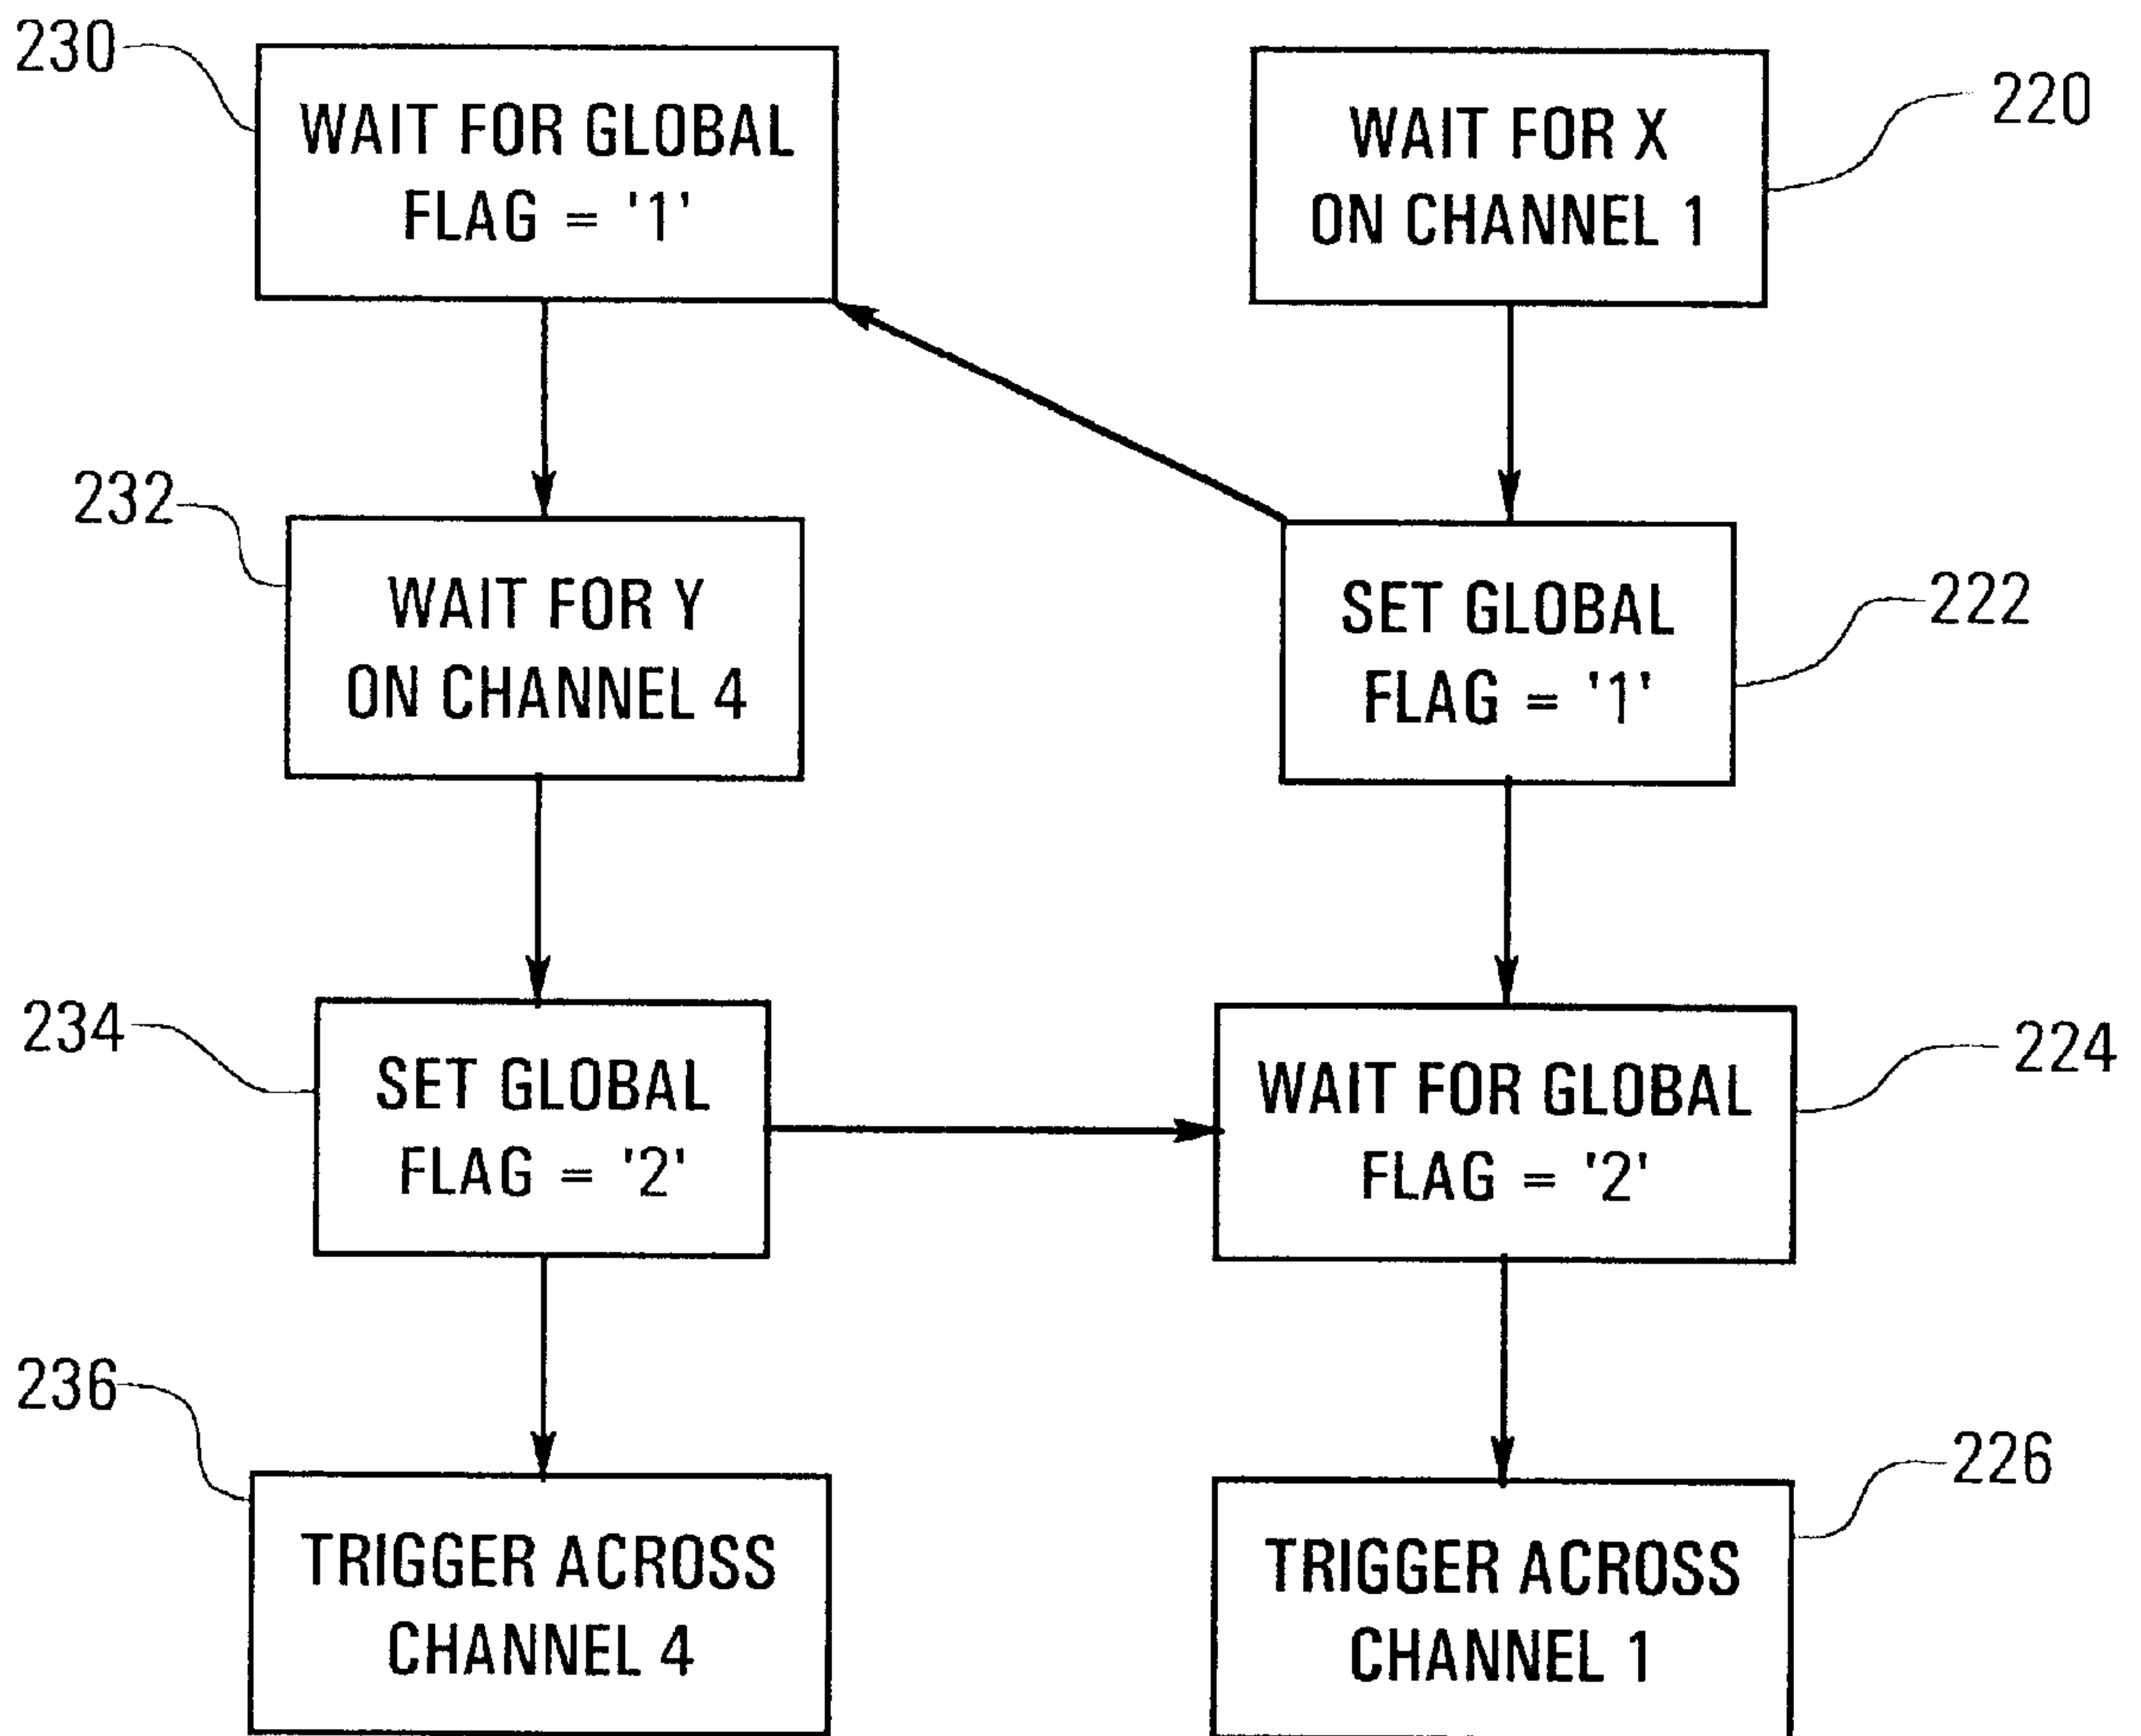 230
WAIT FOR GLOBAL
FLAG = '1'
WAIT FOR X
ON CHANNEL 1
220
232
WAIT FOR Y
ON CHANNEL 4
SET GLOBAL
FLAG = '1'
222
234
SET GLOBAL
FLAG = '2'
WAIT FOR GLOBAL
FLAG = '2'
224
236
TRIGGER ACROSS
CHANNEL 4
TRIGGER ACROSS
CHANNEL 1
226